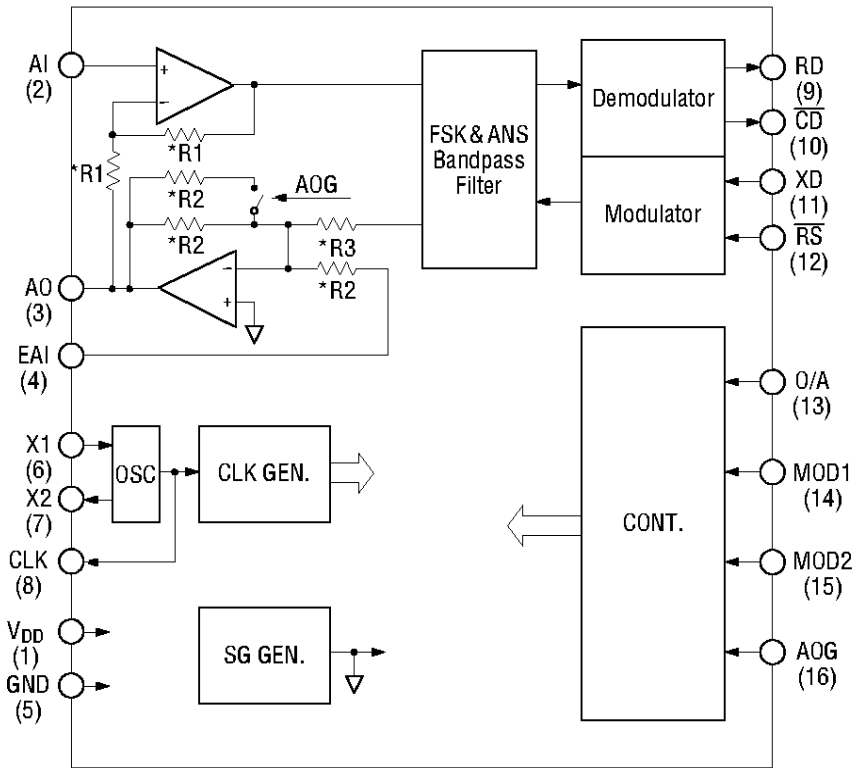 AI
(2)
+
−
*R1
*R1
*R2
AOG
*R2
*R3
−
*R2
+
AO
(3)
EAI
(4)
FSK & ANS
Bandpass
Filter
Demodulator
Modulator
RD
(9)
C̅D̅
(10)
XD
(11)
R̅S̅
(12)
X1
(6)
X2
(7)
OSC
CLK GEN.
CLK
(8)
VDD
(1)
GND
(5)
SG GEN.
CONT.
O/A
(13)
MOD1
(14)
MOD2
(15)
AOG
(16)